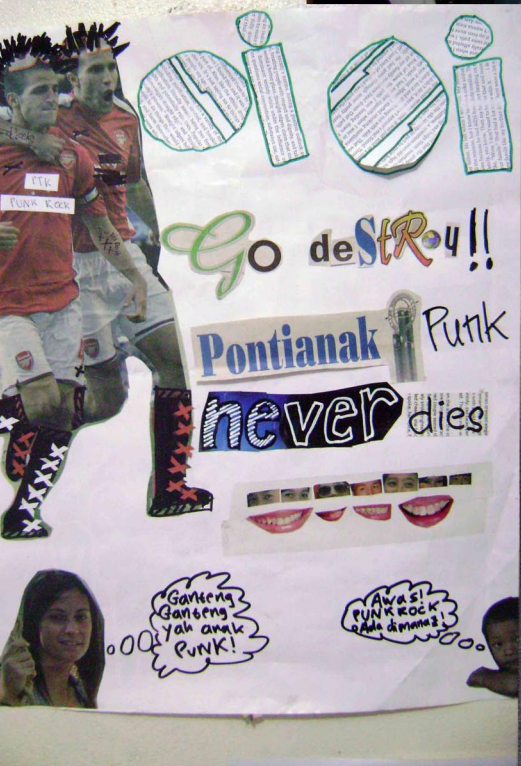 oi oi
Go deStRoy!!
PTK
PUNK ROCK
Pontianak Punk
never dies
"Ganteng
Ganteng
yah anak
PUNK!
Awas!
PUNK ROCK
Ada dimana2!